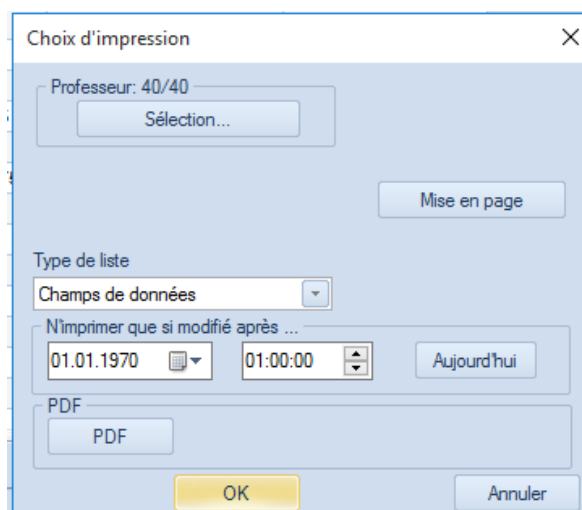 Choix d'impression
Professeur: 40/40
Sélection...
Mise en page
Type de liste
Champs de données
N'imprimer que si modifié après ...
01.01.1970 01:00:00 Aujourd'hui
PDF
PDF
OK Annuler